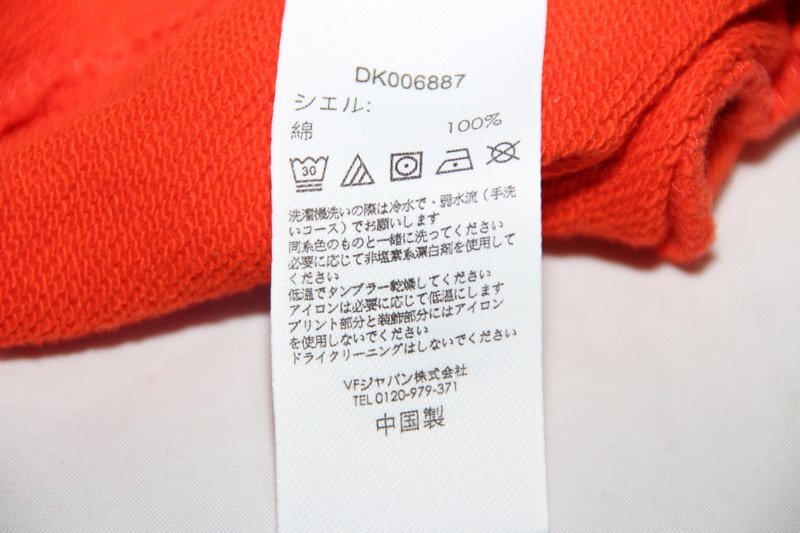 DK006887
シエル:
綿 100%
30
洗濯機洗いの際は冷水で、弱水流（手洗
いコース）でお願いします
同系色のものと一緒に洗ってください
必要に応じて非塩素系漂白剤を使用して
ください
低温でタンブラー乾燥してください
アイロンは必要に応じて低温にします
プリント部分と装飾部分にはアイロン
を使用しないでください
ドライクリーニングはしないでください
VFジャパン株式会社
TEL 0120-979-371
中国製